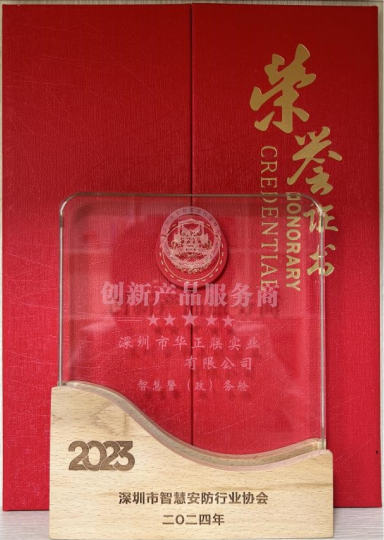 荣誉证书
HONORARY
CREDENTIAL
创新产品服务商
★★★★★
深圳市华正联实业
有限公司
智慧警（政）务舱
2023
深圳市智慧安防行业协会
二〇二四年